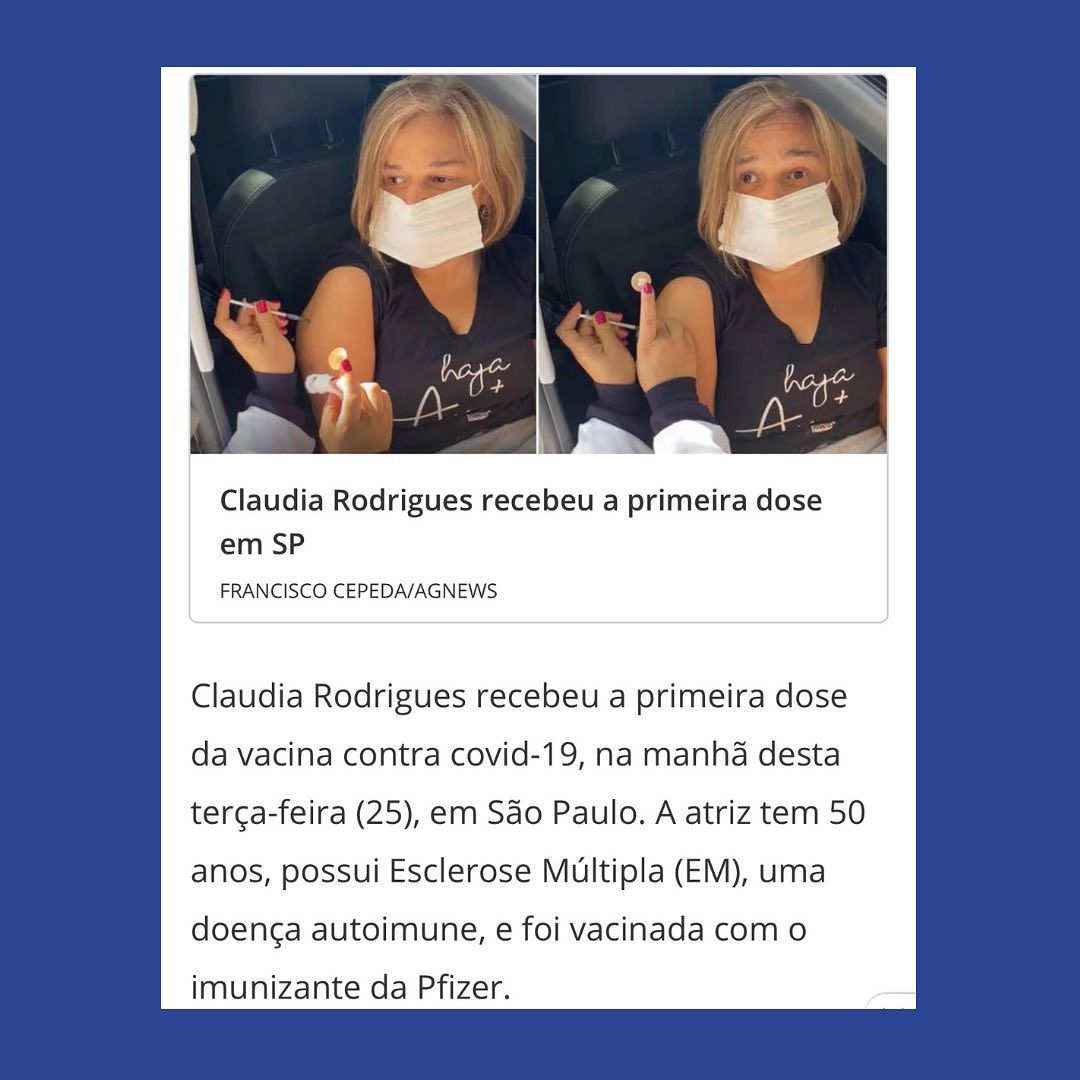 haja
+
A
haja
+
A
Claudia Rodrigues recebeu a primeira dose
em SP
FRANCISCO CEPEDA/AGNEWS
Claudia Rodrigues recebeu a primeira dose
da vacina contra covid-19, na manhã desta
terça-feira (25), em São Paulo. A atriz tem 50
anos, possui Esclerose Múltipla (EM), uma
doença autoimune, e foi vacinada com o
imunizante da Pfizer.